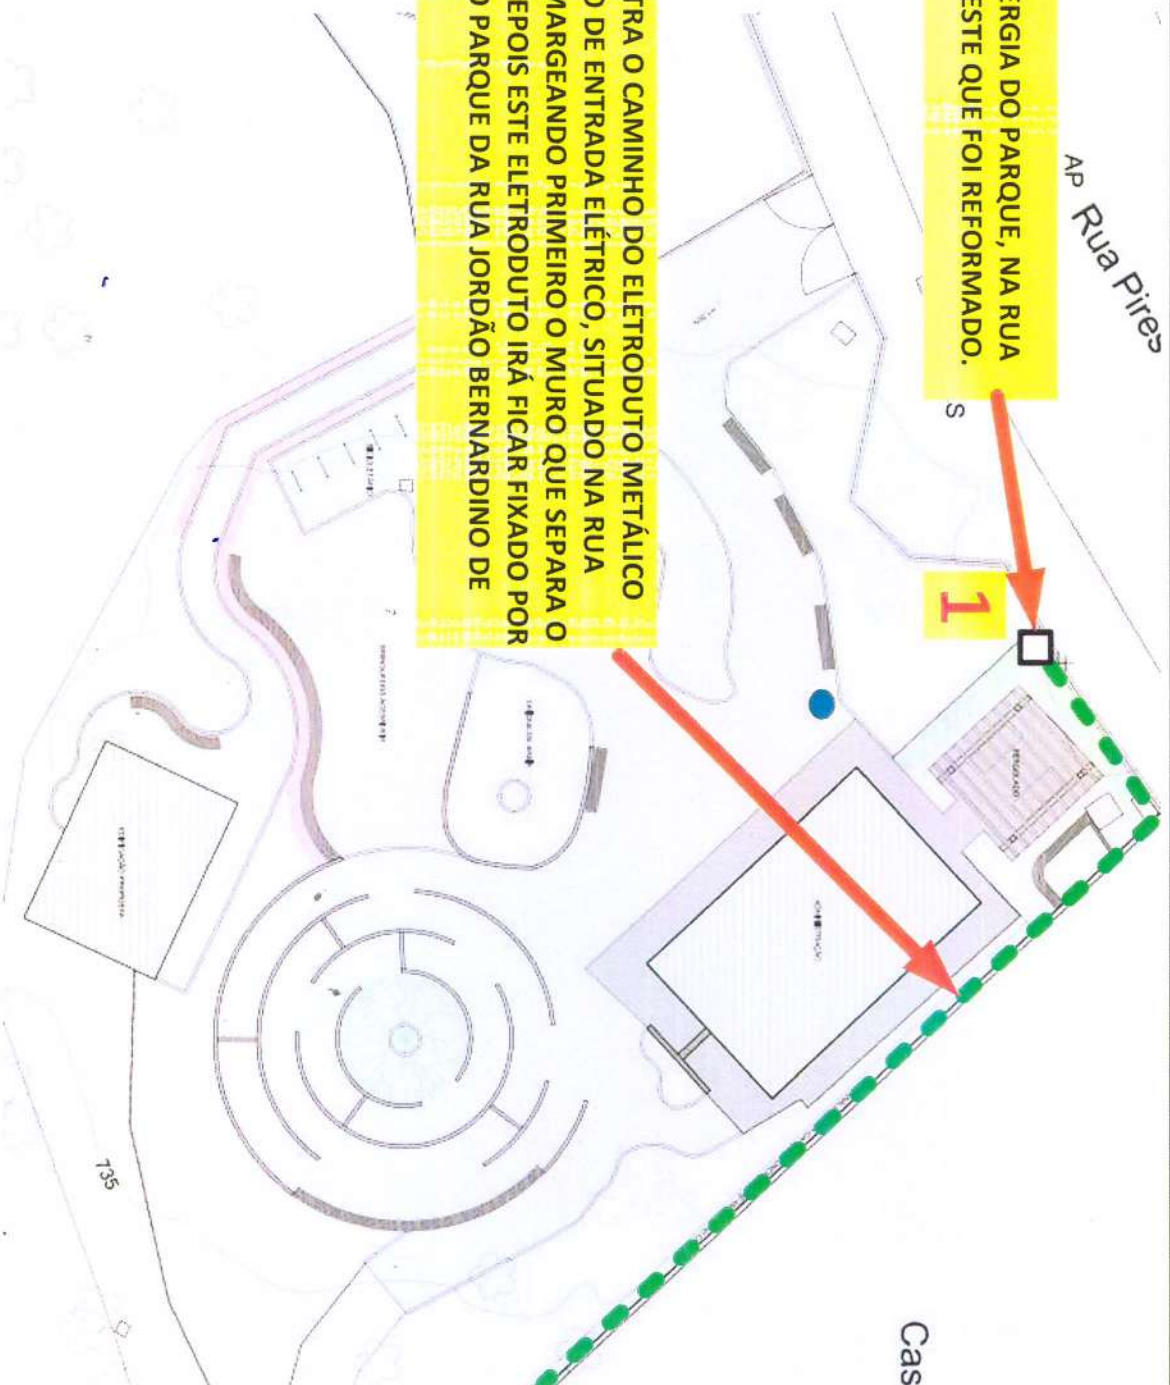 ERGIA DO PARQUE, NA RUA
ESTE QUE FOI REFORMADO.
AP Rua Pires
S
1
TRA O CAMINHO DO ELETRODUTO METÁLICO
O DE ENTRADA ELÉTRICO, SITUADO NA RUA
MARGEANDO PRIMEIRO O MURO QUE SEPARA O
EPOIS ESTE ELETRODUTO IRÁ FICAR FIXADO POR
O PARQUE DA RUA JORDÃO BERNARDINO DE
PERGOLADO
Cas
735